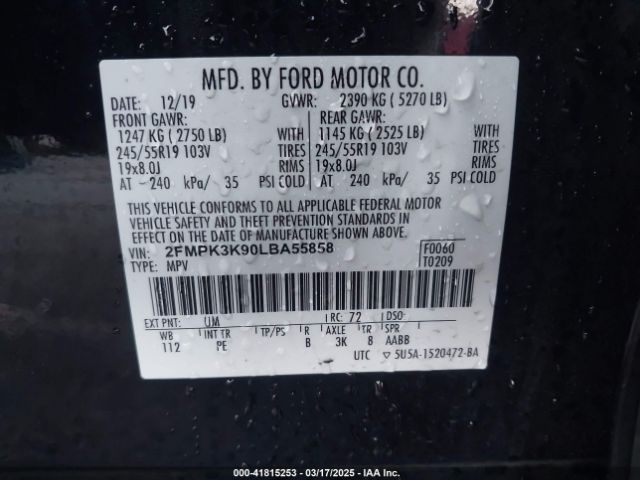 MFD. BY FORD MOTOR CO.
DATE: 12/19 GVWR: 2390 KG ( 5270 LB)
FRONT GAWR: REAR GAWR:
1247 KG ( 2750 LB) WITH 1145 KG ( 2525 LB) WITH
245/55R19 103V TIRES 245/55R19 103V TIRES
19x8.0J RIMS 19x8.0J RIMS
AT 240 kPa/ 35 PSI COLD AT 240 kPa/ 35 PSI COLD
THIS VEHICLE CONFORMS TO ALL APPLICABLE FEDERAL MOTOR
VEHICLE SAFETY AND THEFT PREVENTION STANDARDS IN
EFFECT ON THE DATE OF MANUFACTURE SHOWN ABOVE.
VIN: 2FMPK3K90LBA55858 F0060
TYPE: MPV T0209
EXT PNT: UM RC: 72 DSO:
WB INT TR TP/PS R AXLE TR SPR
112 PE B 3K 8 AABB
UTC ▽ 5U5A-1520472-BA
000-41815253 - 03/17/2025 - IAA Inc.